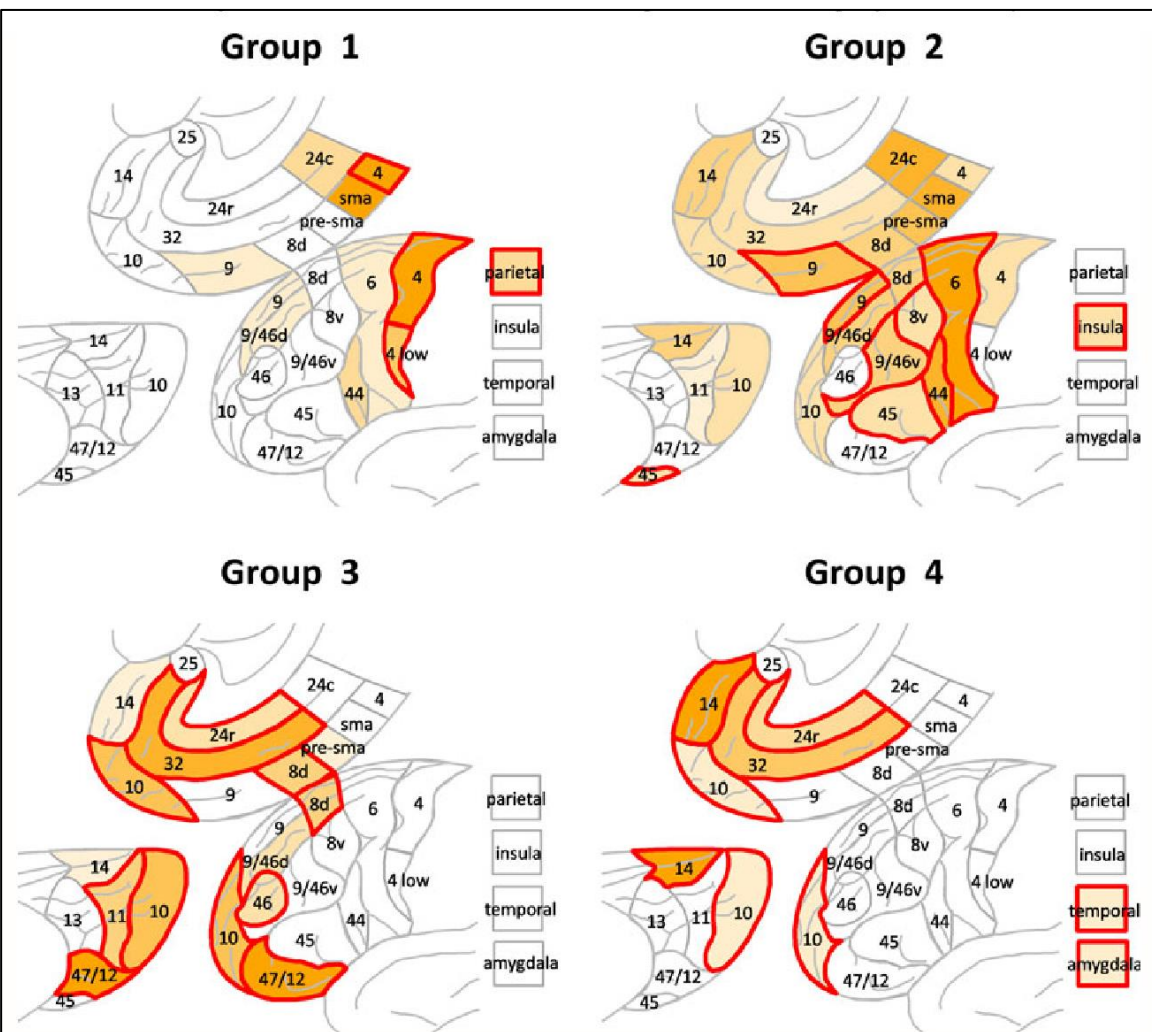 Group 1
25
14
24c
4
24r
sma
pre-sma
32
8d
10
9
8d
6
4
9
8v
9/46d
14
9/46v
4 low
46
13
11
10
44
10
45
47/12
47/12
45
parietal
insula
temporal
amygdala
Group 2
25
14
24c
4
24r
sma
pre-sma
32
8d
10
9
8d
6
4
9
8v
9/46d
14
9/46v
4 low
46
13
11
10
44
10
45
47/12
47/12
45
parietal
insula
temporal
amygdala
Group 3
25
14
24c
4
24r
sma
pre-sma
32
8d
10
9
8d
6
4
9
8v
9/46d
14
9/46v
4 low
46
13
11
10
44
10
45
47/12
47/12
45
parietal
insula
temporal
amygdala
Group 4
25
14
24c
4
24r
sma
pre-sma
32
8d
10
9
8d
6
4
9
8v
9/46d
14
9/46v
4 low
46
13
11
10
44
10
45
47/12
47/12
45
parietal
insula
temporal
amygdala